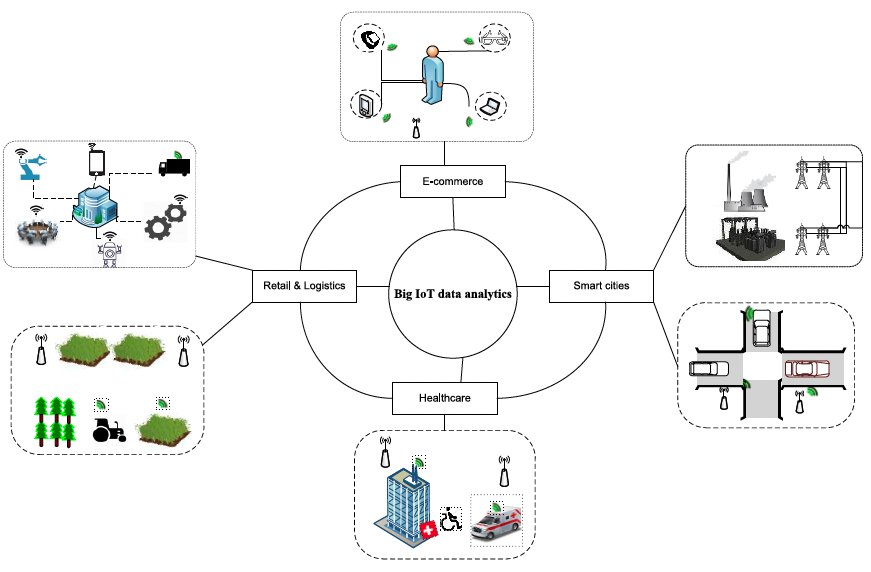 E-commerce
Retail & Logistics
Big IoT data analytics
Smart cities
Healthcare